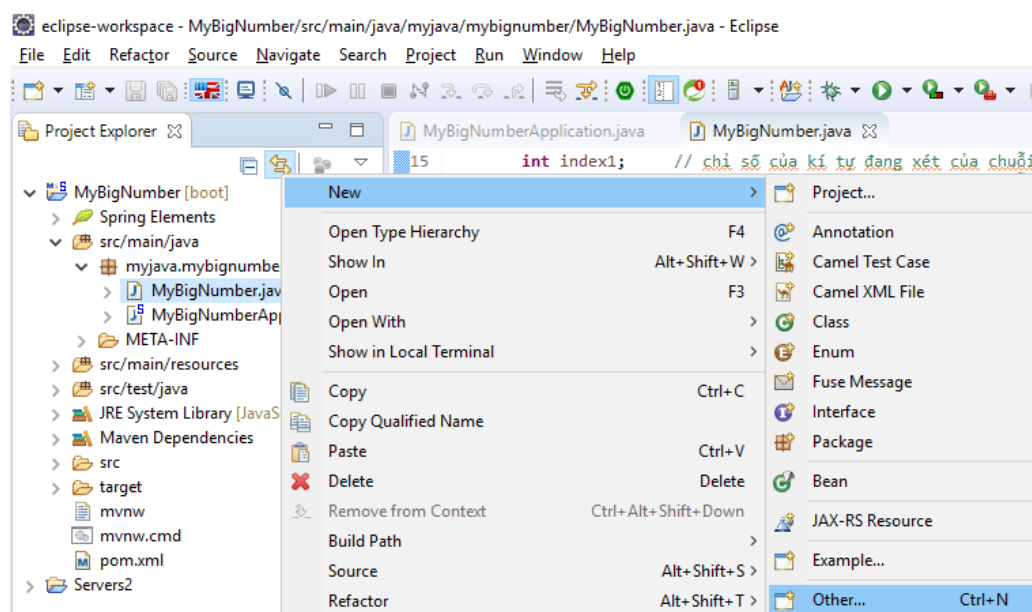 eclipse-workspace - MyBigNumber/src/main/java/myjava/mybignumber/MyBigNumber.java - Eclipse
File Edit Refactor Source Navigate Search Project Run Window Help
Project Explorer
MyBigNumberApplication.java
MyBigNumber.java
15 int index1; // chỉ số của kí tự đang xét của chuỗi
MyBigNumber [boot]
Spring Elements
src/main/java
myjava.mybignumbe
MyBigNumber.jav
MyBigNumberAp
META-INF
src/main/resources
src/test/java
JRE System Library [JavaS
Maven Dependencies
src
target
mvnw
mvnw.cmd
pom.xml
Servers2
New
Open Type Hierarchy F4
Show In Alt+Shift+W
Open F3
Open With
Show in Local Terminal
Copy Ctrl+C
Copy Qualified Name
Paste Ctrl+V
Delete Delete
Remove from Context Ctrl+Alt+Shift+Down
Build Path
Source Alt+Shift+S
Refactor Alt+Shift+T
Project...
Annotation
Camel Test Case
Camel XML File
Class
Enum
Fuse Message
Interface
Package
Bean
JAX-RS Resource
Example...
Other... Ctrl+N